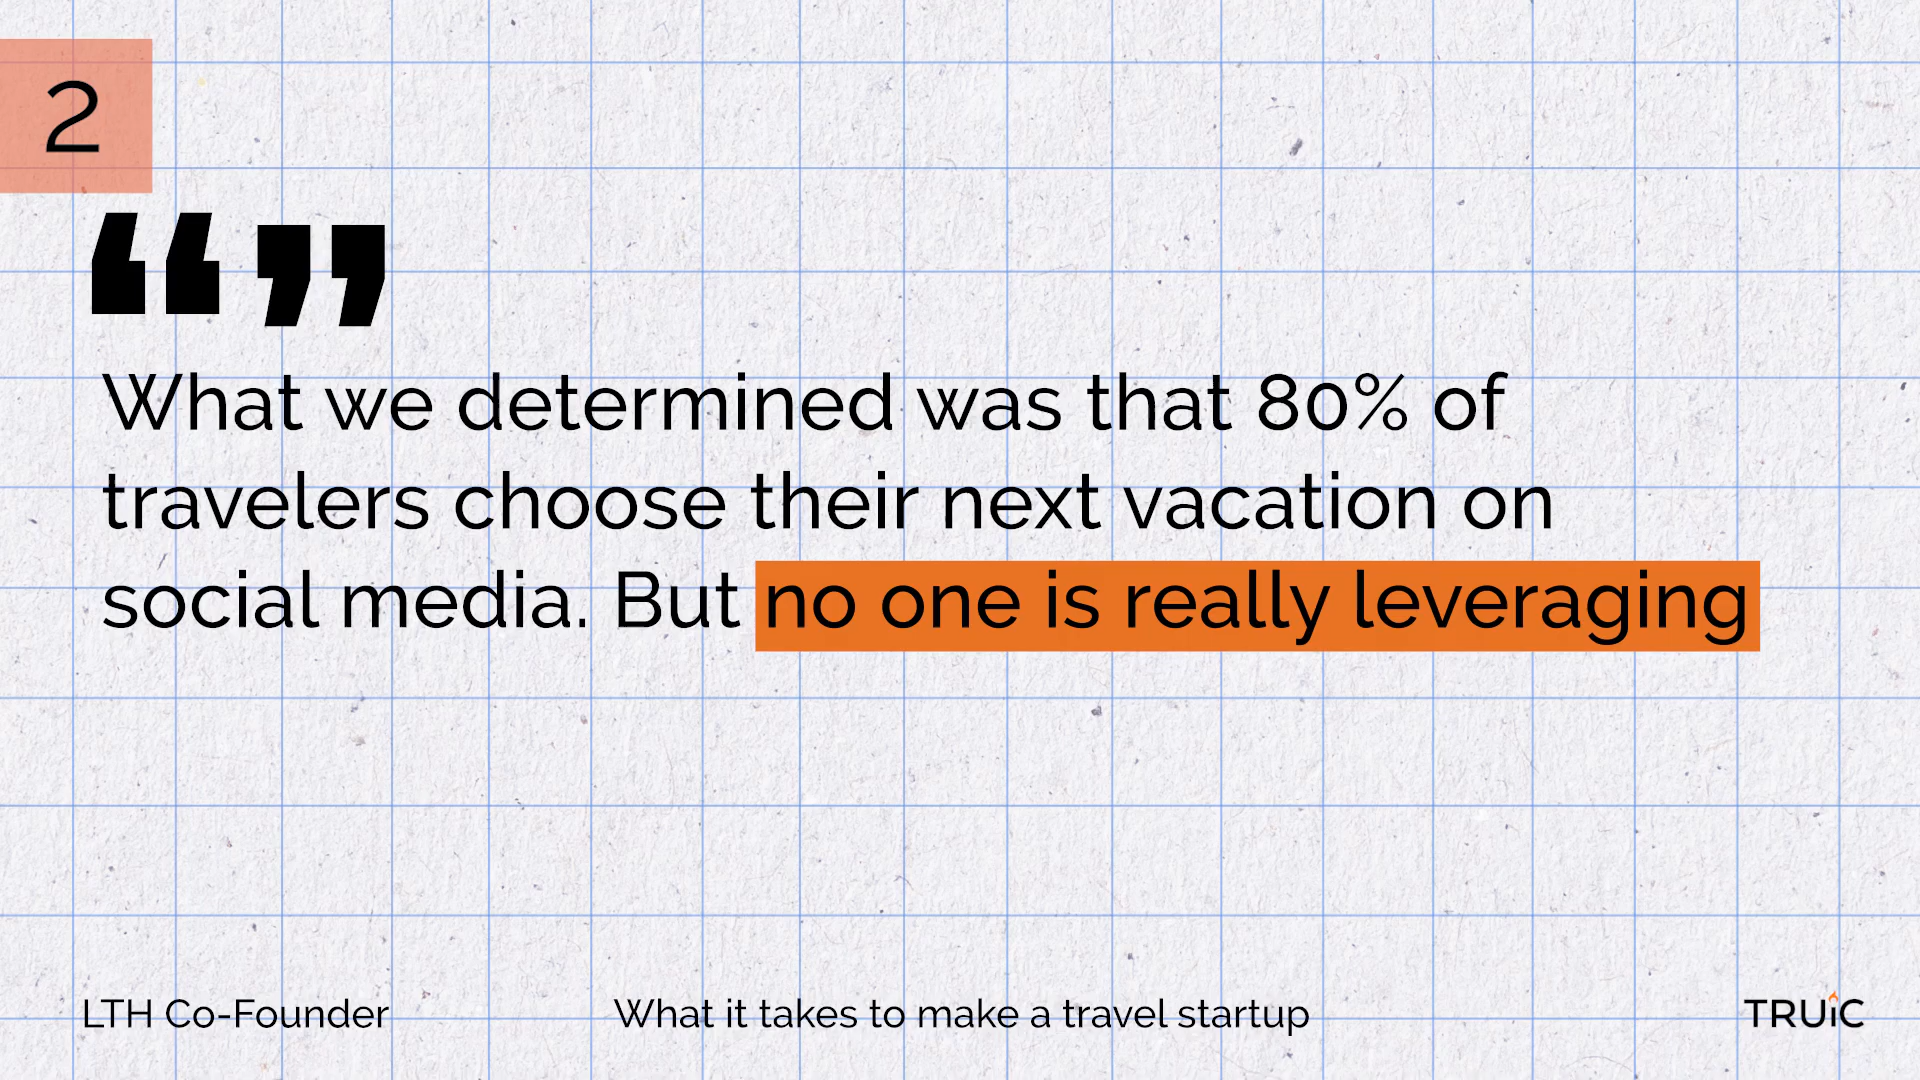 2
“”
What we determined was that 80% of
travelers choose their next vacation on
social media. But no one is really leveraging
LTH Co-Founder
What it takes to make a travel startup
TRUiC